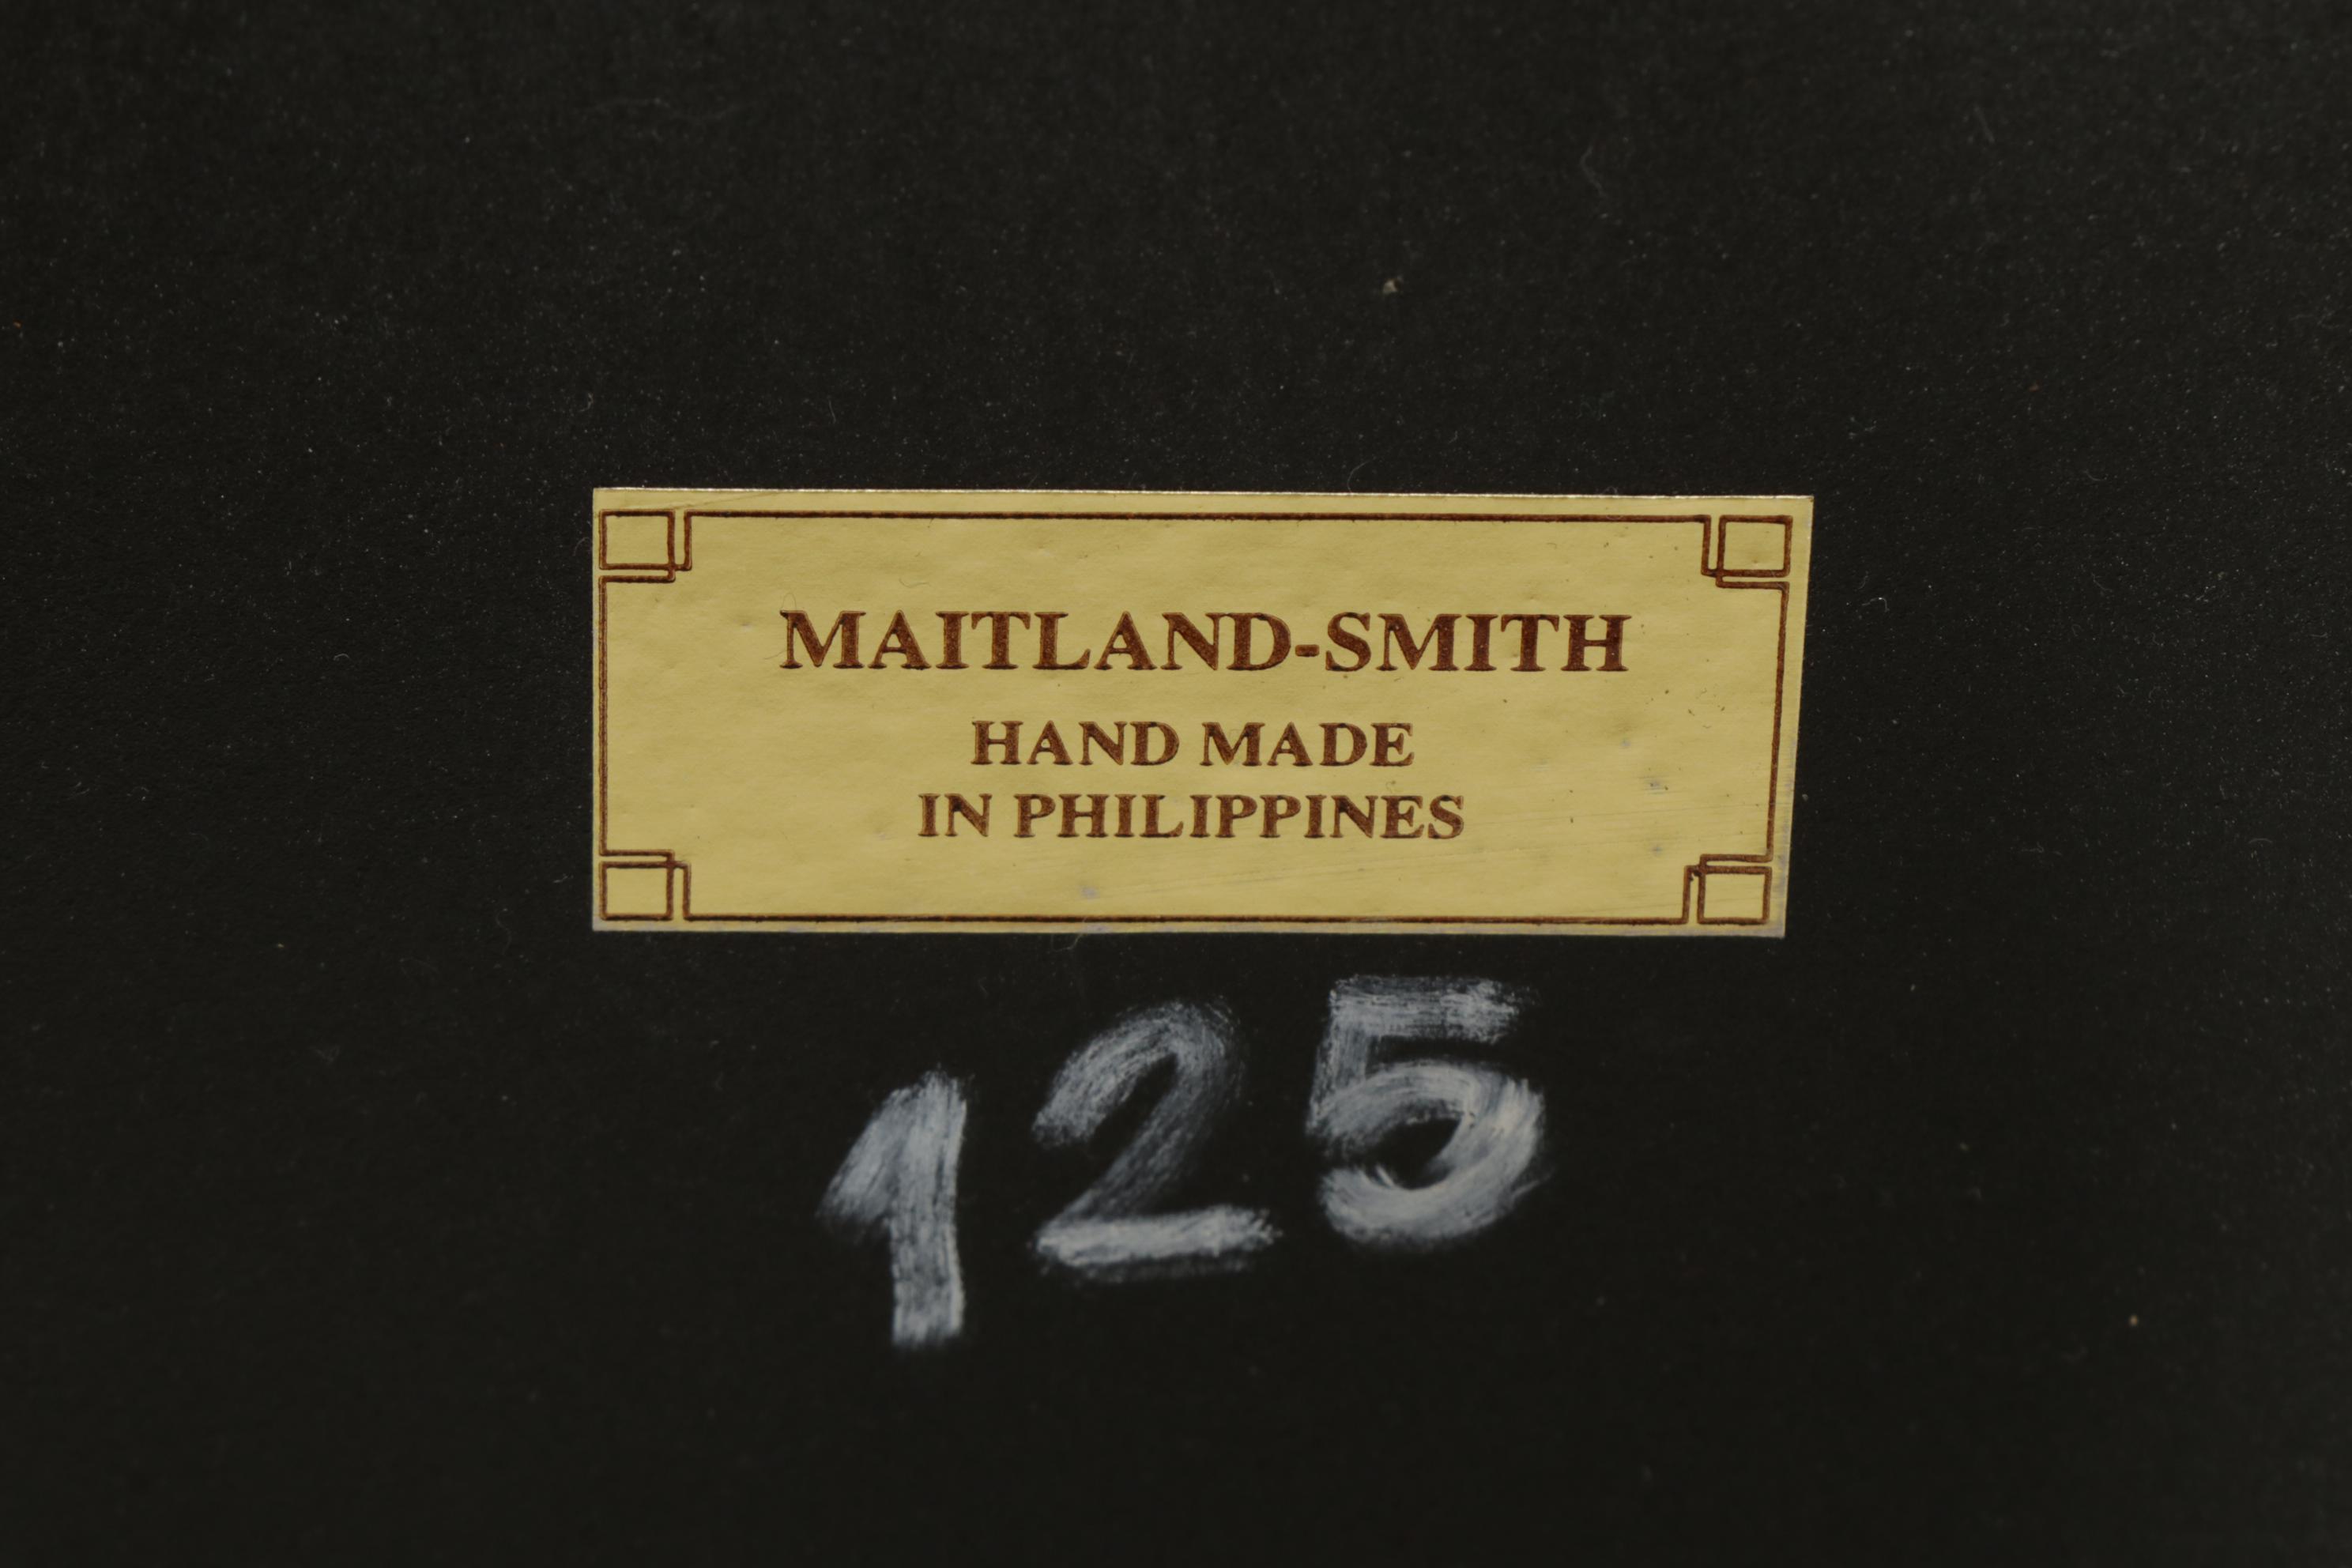 MAITLAND-SMITH
HAND MADE
IN PHILIPPINES
125